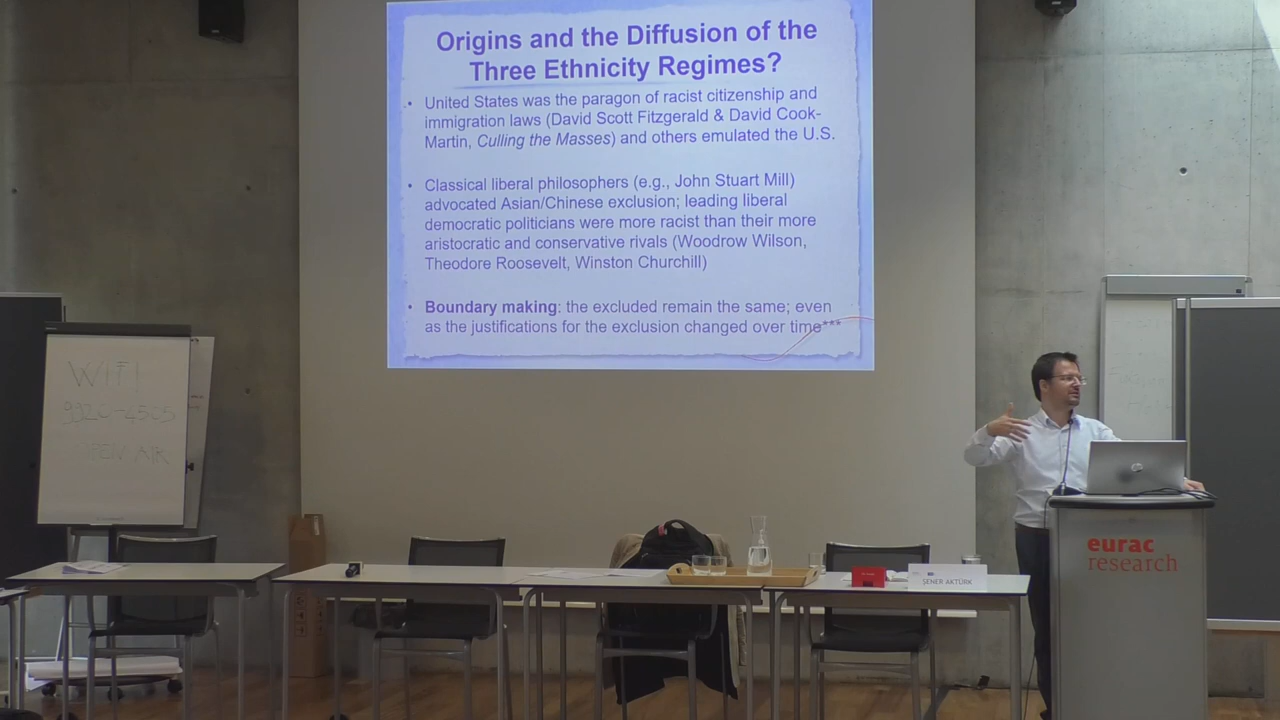 Origins and the Diffusion of the
Three Ethnicity Regimes?
• United States was the paragon of racist citizenship and
immigration laws (David Scott Fitzgerald & David Cook-
Martin, Culling the Masses) and others emulated the U.S.
• Classical liberal philosophers (e.g., John Stuart Mill)
advocated Asian/Chinese exclusion; leading liberal
democratic politicians were more racist than their more
aristocratic and conservative rivals (Woodrow Wilson,
Theodore Roosevelt, Winston Churchill)
• Boundary making: the excluded remain the same; even
as the justifications for the exclusion changed over time***
WIFI
OPEN AIR
ŞENER AKTÜRK
eurac
research